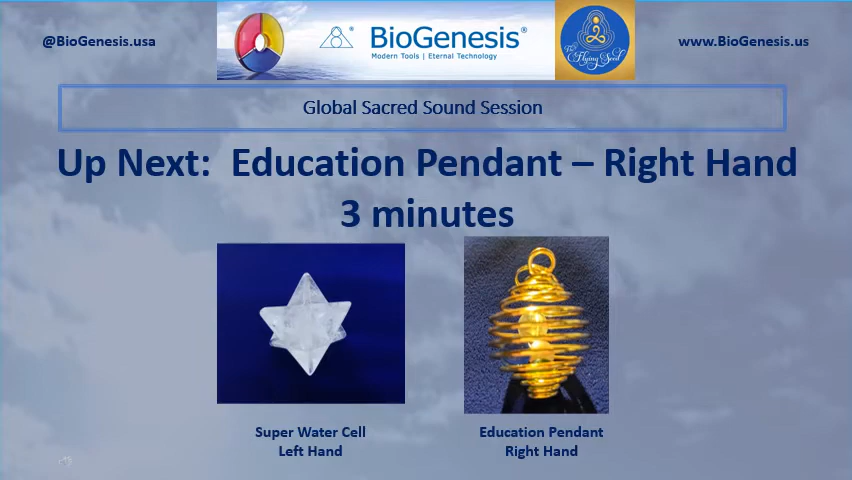 @BioGenesis.usa
BioGenesis®
Modern Tools | Eternal Technology
The Flying Seed
www.BioGenesis.us
Global Sacred Sound Session
Up Next: Education Pendant – Right Hand
3 minutes
Super Water Cell
Left Hand
Education Pendant
Right Hand